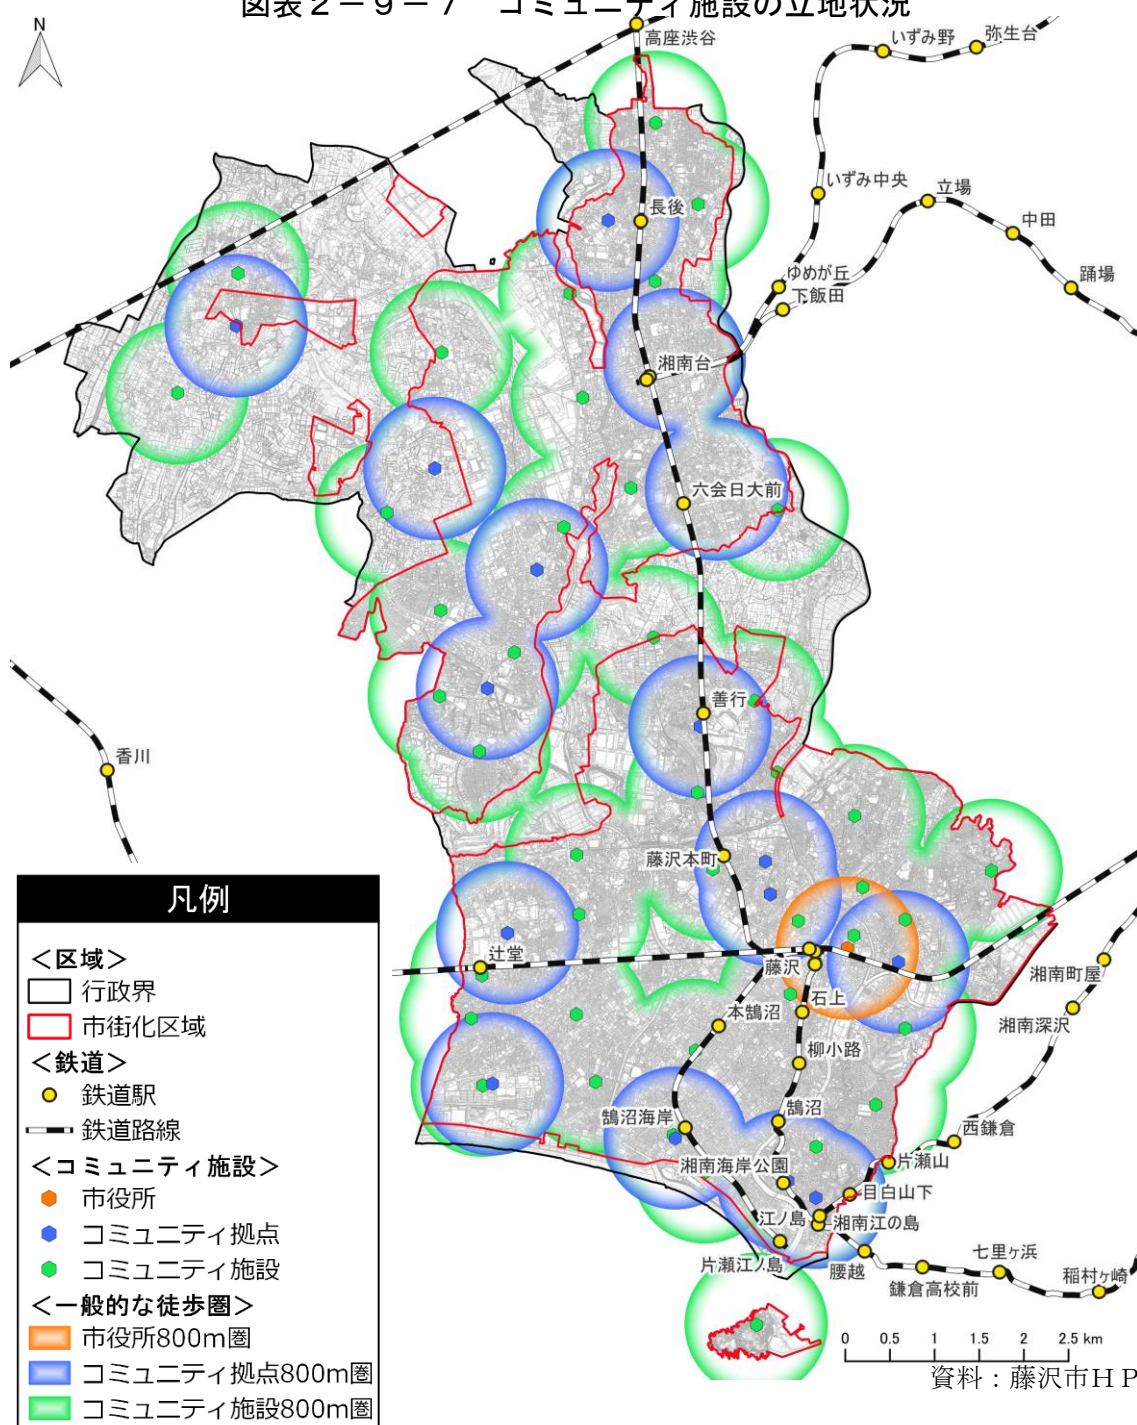 図表２－９－７　コミュニティ施設の立地状況
N
高座渋谷
いずみ野
弥生台
いずみ中央
立場
中田
長後
ゆめが丘
下飯田
踊場
湘南台
六会日大前
善行
香川
藤沢本町
辻堂
藤沢
石上
本鵠沼
湘南町屋
湘南深沢
柳小路
鵠沼海岸
鵠沼
西鎌倉
湘南海岸公園
片瀬山
目白山下
江ノ島
湘南江の島
片瀬江ノ島
腰越
七里ヶ浜
鎌倉高校前
稲村ヶ崎
凡例
＜区域＞
行政界
市街化区域
＜鉄道＞
鉄道駅
鉄道路線
＜コミュニティ施設＞
市役所
コミュニティ拠点
コミュニティ施設
＜一般的な徒歩圏＞
市役所800m圏
コミュニティ拠点800m圏
コミュニティ施設800m圏
0 0.5 1 1.5 2 2.5 km
資料：藤沢市ＨＰ